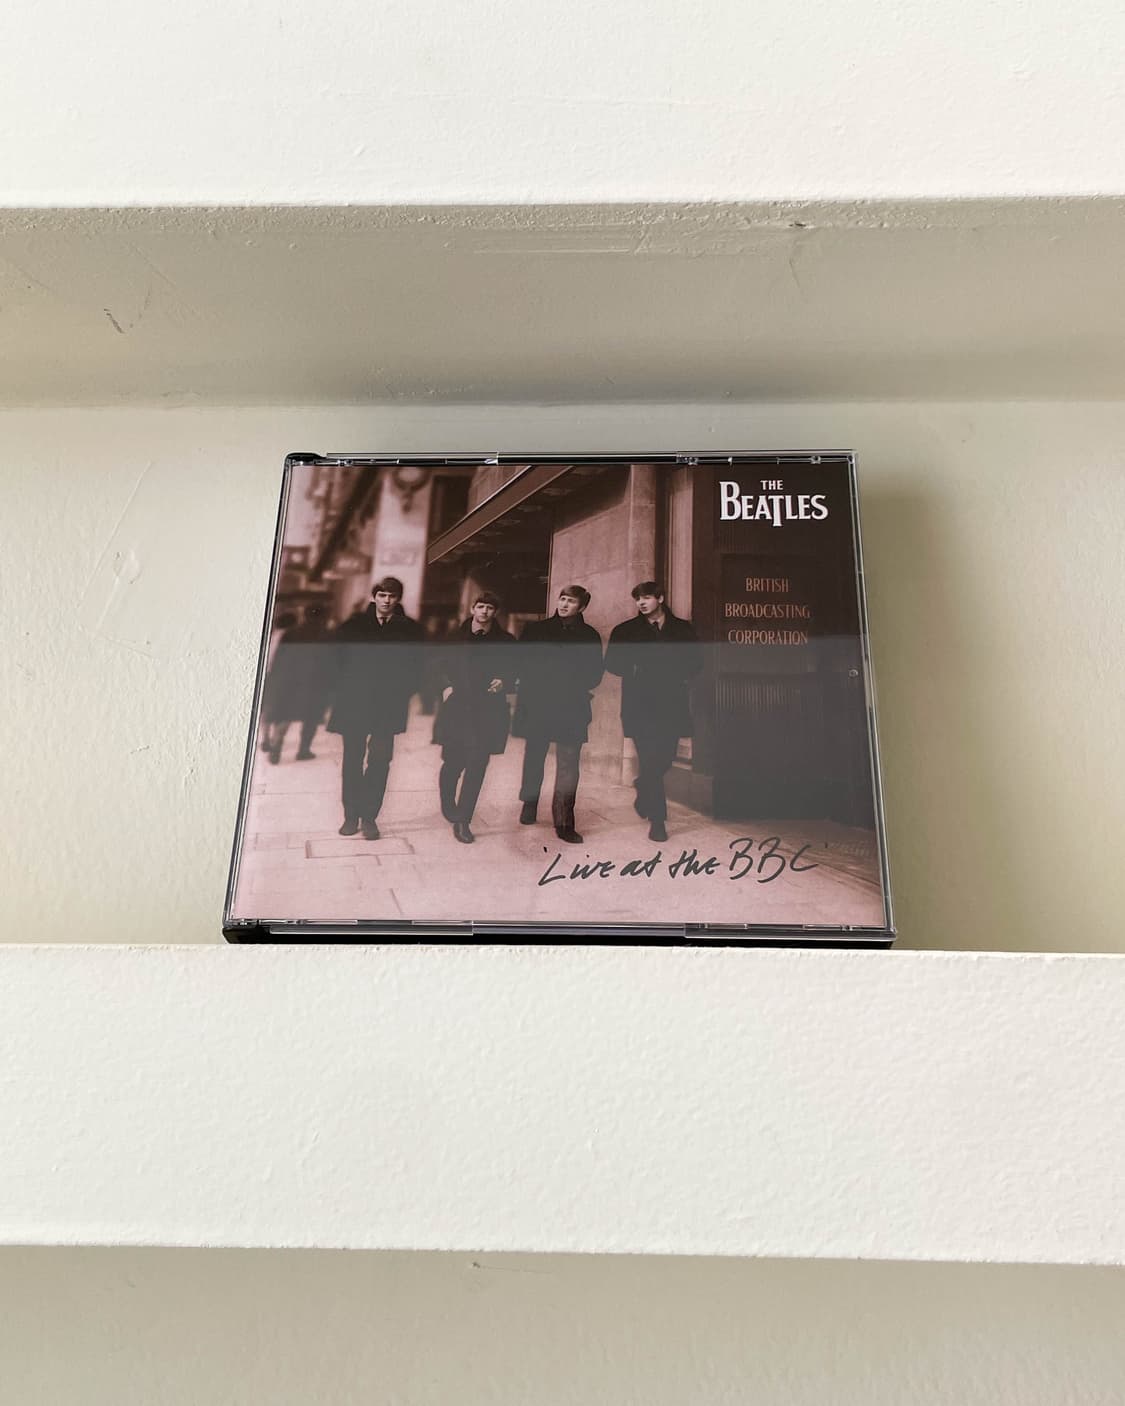 THE
BEATLES
BRITISH
BROADCASTING
CORPORATION
'Live at the BBC'